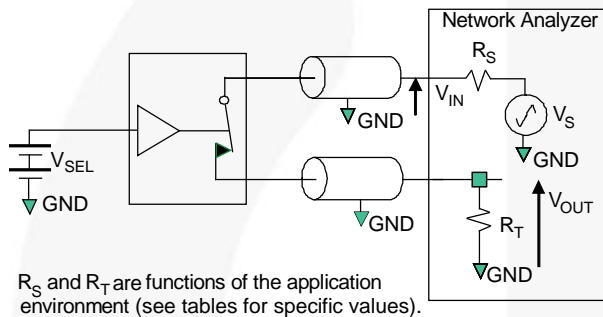 Network Analyzer
R_S
V_IN
GND
V_S
GND
V_SEL
GND
GND
V_OUT
R_T
GND
R_S and R_T are functions of the application
environment (see tables for specific values).